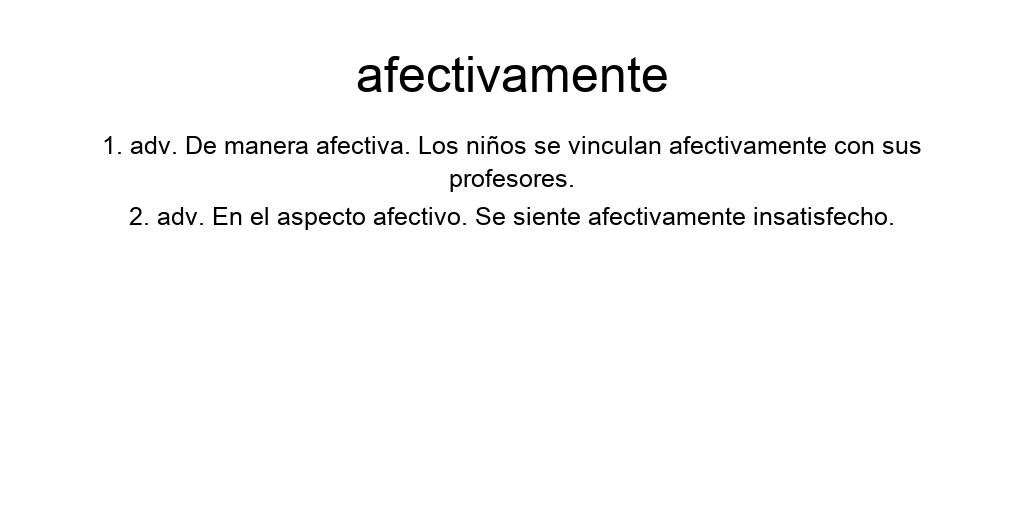 afectivamente
1. adv. De manera afectiva. Los niños se vinculan afectivamente con sus
profesores.
2. adv. En el aspecto afectivo. Se siente afectivamente insatisfecho.